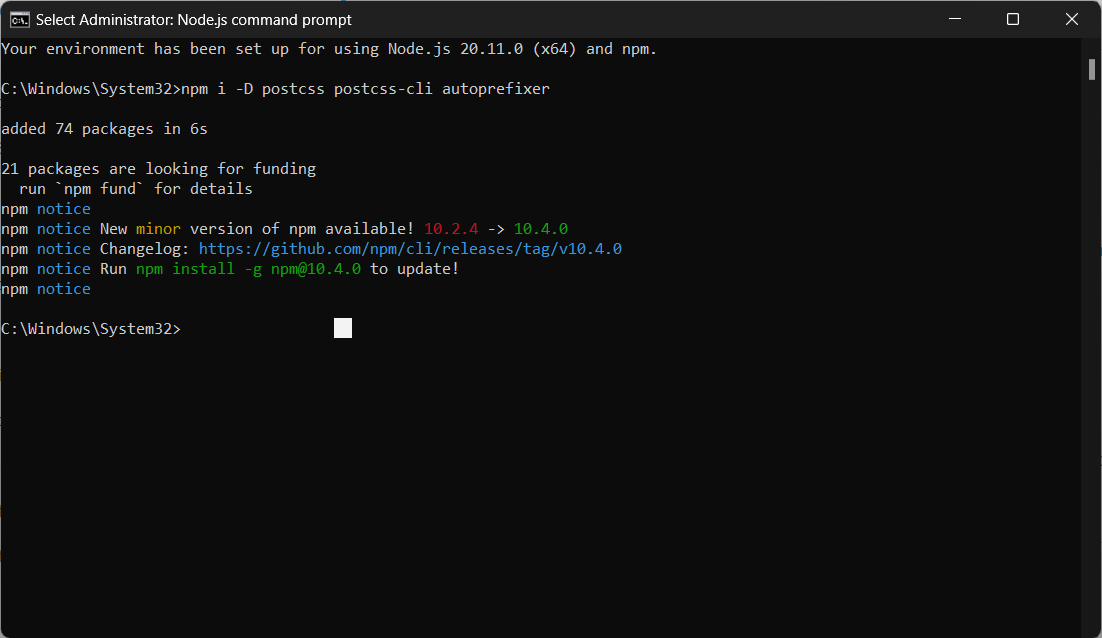 Select Administrator: Node.js command prompt
Your environment has been set up for using Node.js 20.11.0 (x64) and npm.
C:\Windows\System32>npm i -D postcss postcss-cli autoprefixer
added 74 packages in 6s
21 packages are looking for funding
  run `npm fund` for details
npm notice
npm notice New minor version of npm available! 10.2.4 -> 10.4.0
npm notice Changelog: https://github.com/npm/cli/releases/tag/v10.4.0
npm notice Run npm install -g npm@10.4.0 to update!
npm notice
C:\Windows\System32>